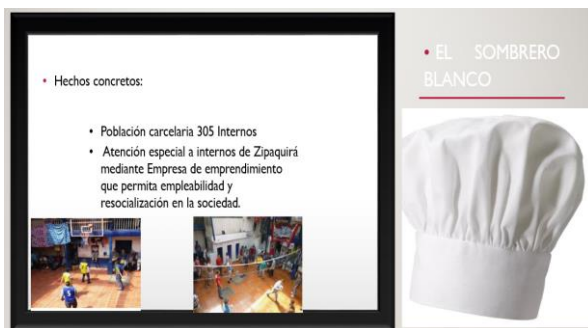 • Hechos concretos:
• Población carcelaria 305 Internos
• Atención especial a internos de Zipaquirá
mediante Empresa de emprendimiento
que permita empleabilidad y
resocialización en la sociedad.
• EL SOMBRERO
BLANCO